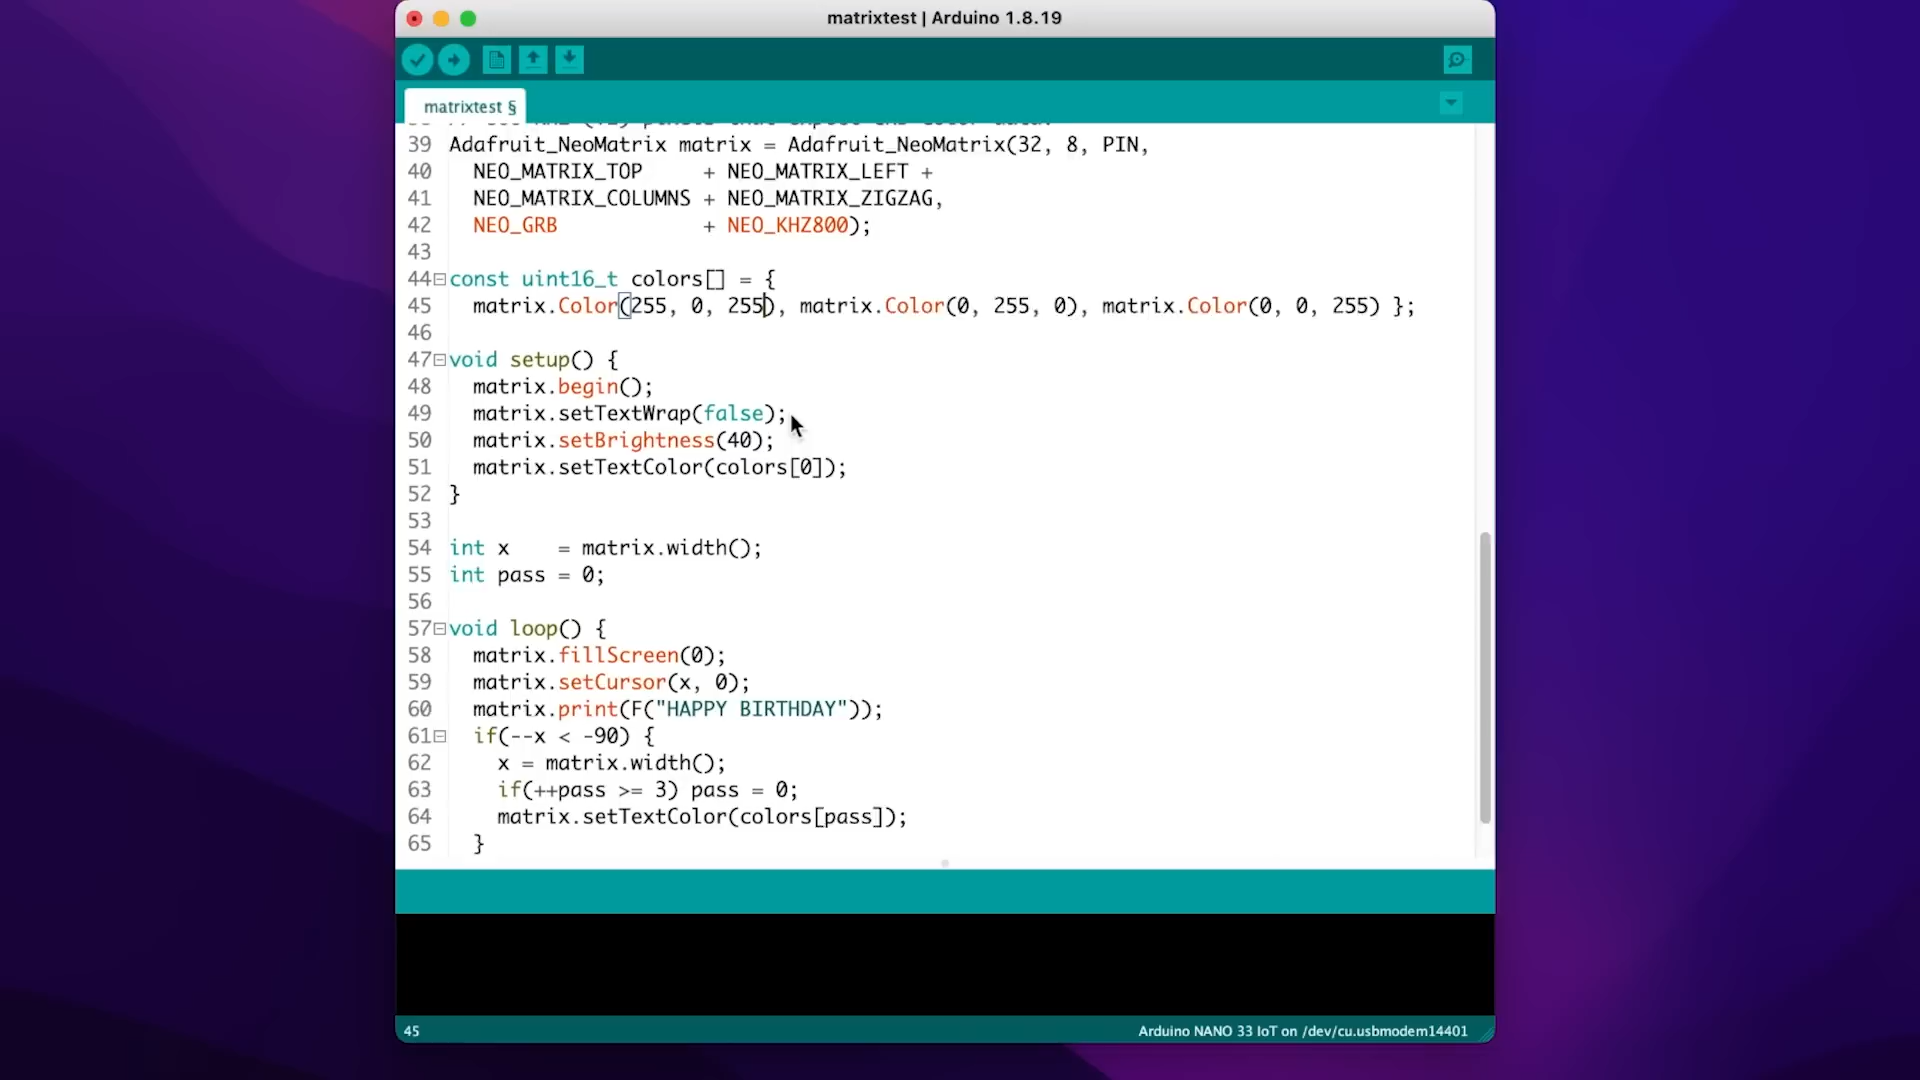 matrixtest | Arduino 1.8.19
matrixtest §
39 Adafruit_NeoMatrix matrix = Adafruit_NeoMatrix(32, 8, PIN,
40 NEO_MATRIX_TOP + NEO_MATRIX_LEFT +
41 NEO_MATRIX_COLUMNS + NEO_MATRIX_ZIGZAG,
42 NEO_GRB + NEO_KHZ800);
43
44 const uint16_t colors[] = {
45 matrix.Color(255, 0, 255), matrix.Color(0, 255, 0), matrix.Color(0, 0, 255) };
46
47 void setup() {
48 matrix.begin();
49 matrix.setTextWrap(false);
50 matrix.setBrightness(40);
51 matrix.setTextColor(colors[0]);
52 }
53
54 int x = matrix.width();
55 int pass = 0;
56
57 void loop() {
58 matrix.fillScreen(0);
59 matrix.setCursor(x, 0);
60 matrix.print(F("HAPPY BIRTHDAY"));
61 if(--x < -90) {
62 x = matrix.width();
63 if(++pass >= 3) pass = 0;
64 matrix.setTextColor(colors[pass]);
65 }
45 Arduino NANO 33 IoT on /dev/cu.usbmodem14401